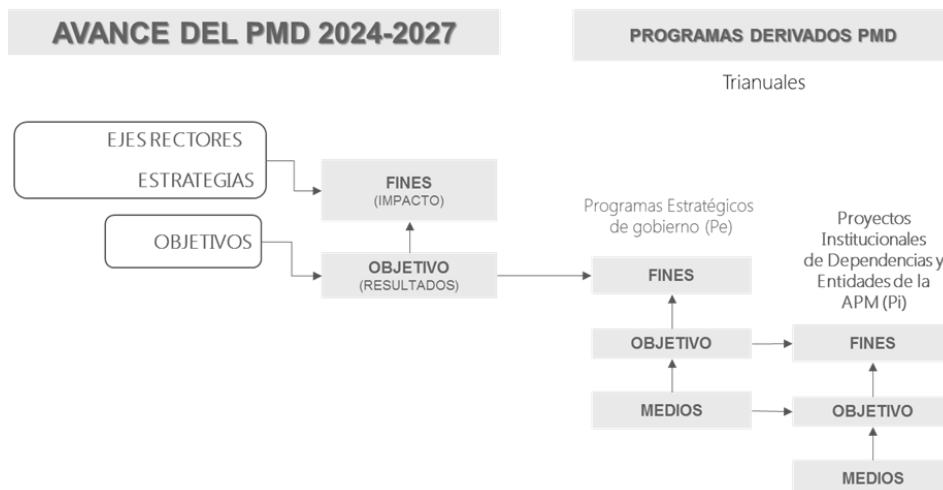 AVANCE DEL PMD 2024-2027
PROGRAMAS DERIVADOS PMD
Trianuales
EJES RECTORES
ESTRATEGIAS
OBJETIVOS
FINES
(IMPACTO)
OBJETIVO
(RESULTADOS)
Programas Estratégicos
de gobierno (Pe)
FINES
OBJETIVO
MEDIOS
Proyectos
Institucionales
de Dependencias y
Entidades de la
APM (Pi)
FINES
OBJETIVO
MEDIOS